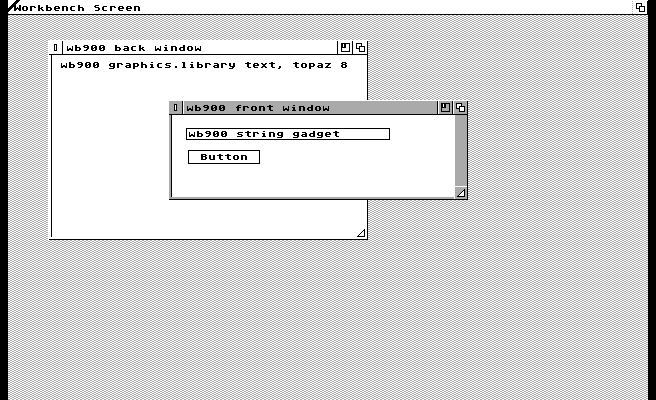 Workbench Screen
wb900 back window
wb900 graphics.library text, topaz 8
wb900 front window
wb900 string gadget
Button